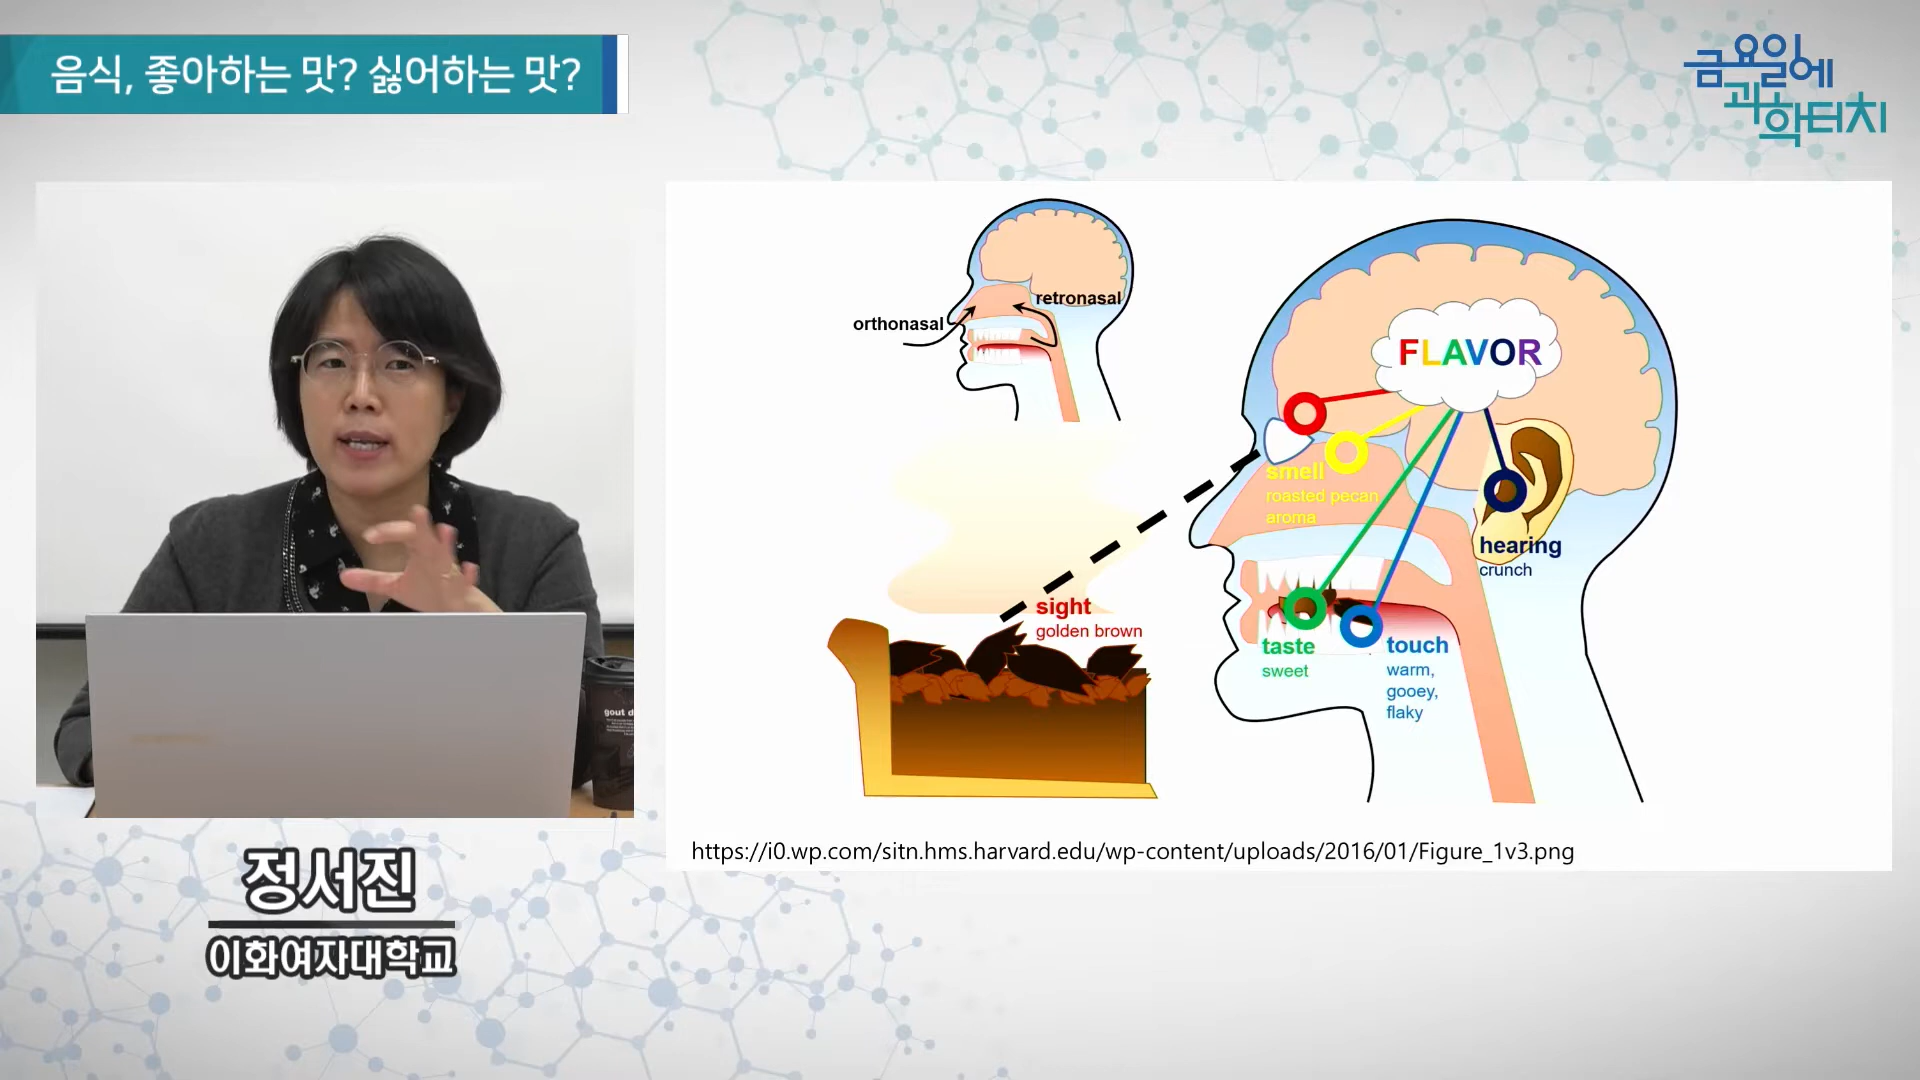 음식, 좋아하는 맛? 싫어하는 맛?
금요일에
과학터치
retronasal
orthonasal
FLAVOR
smell
roasted pecan
aroma
hearing
crunch
sight
golden brown
taste
sweet
touch
warm,
gooey,
flaky
https://i0.wp.com/sitn.hms.harvard.edu/wp-content/uploads/2016/01/Figure_1v3.png
gout d
정서진
이화여자대학교